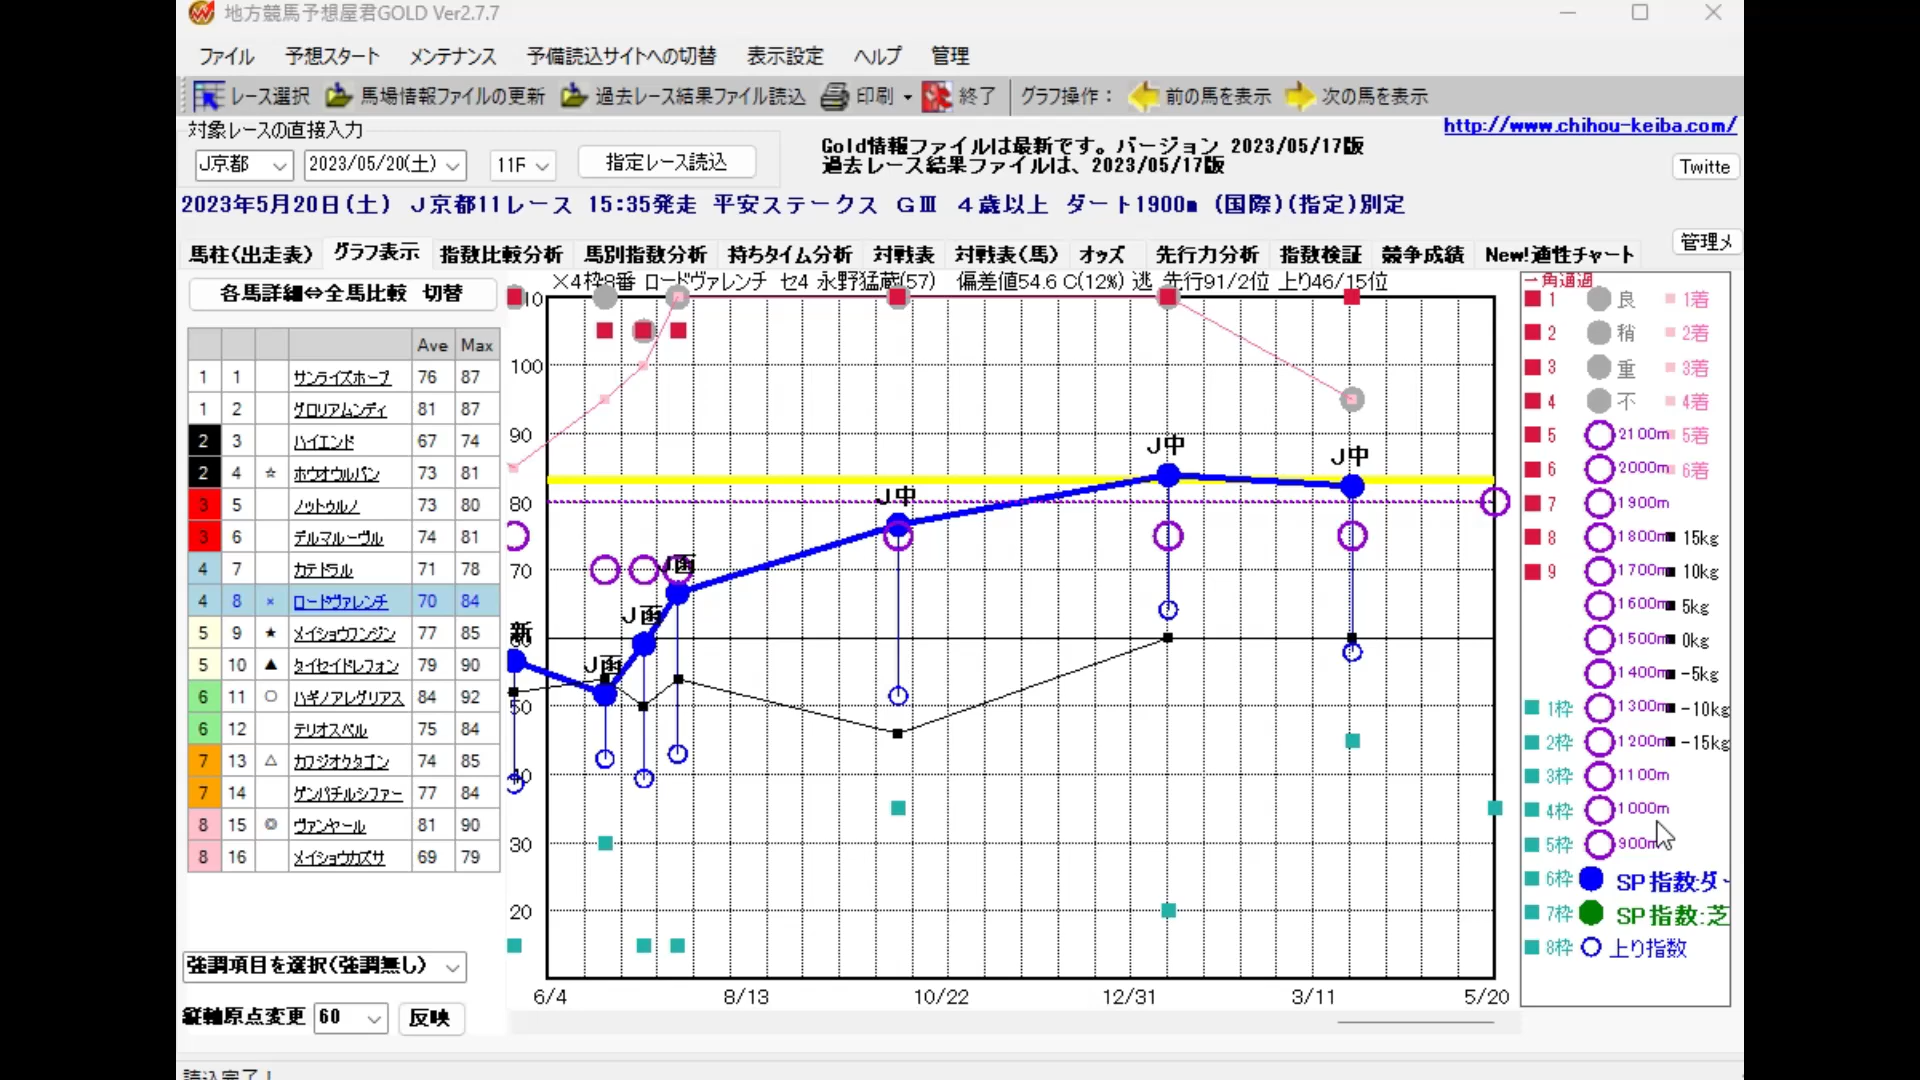 地方競馬予想屋君GOLD Ver2.7.7
ファイル 予想スタート メンテナンス 予備読込サイトへの切替 表示設定 ヘルプ 管理
レース選択 馬場情報ファイルの更新 過去レース結果ファイル読込 印刷 終了 グラフ操作： 前の馬を表示 次の馬を表示
対象レースの直接入力
http://www.chihou-keiba.com/
Gold情報ファイルは最新です。バージョン 2023/05/17版
過去レース結果ファイルは、2023/05/17版
J京都 2023/05/20(土) 11F 指定レース読込
Twitte
2023年5月20日(土) J京都11レース 15:35発走 平安ステークス GⅢ 4歳以上 ダート1900m (国際)(指定)別定
管理メ
馬柱(出走表) グラフ表示 指数比較分析 馬別指数分析 持ちタイム分析 対戦表 対戦表(馬) オッズ 先行力分析 指数検証 競争成績 New!適性チャート
×4枠8番 ロードヴァレンチ セ4 永野猛蔵(57) 偏差値54.6 C(12%) 逃 先行91/2位 上り46/15位
各馬詳細⇔全馬比較 切替
Ave Max
1 1 サンライズホープ 76 87
1 2 グロリアムンディ 81 87
2 3 ハイエンド 67 74
2 4 ☆ ホウオウルバン 73 81
3 5 ノットゥルノ 73 80
3 6 デルマルーヴル 74 81
4 7 カテドラル 71 78
4 8 × ロードヴァレンチ 70 84
5 9 ★ メイショウフンジン 77 85
5 10 ▲ タイセイドレフォン 79 90
6 11 ○ ハギノアレグリアス 84 92
6 12 テリオスベル 75 84
7 13 △ カフジオクタゴン 74 85
7 14 ゲンパチルシファー 77 84
8 15 ◎ ヴァンヤール 81 90
8 16 メイショウカズサ 69 79
強調項目を選択(強調無し)
縦軸原点変更 60 反映
10
100
90
80
70
60
50
40
30
20
新
J函
J函
J函
J中
J中
J中
6/4 8/13 10/22 12/31 3/11 5/20
一角通過
1 良 1着
2 稍 2着
3 重 3着
4 不 4着
5 2100m 5着
6 2000m 6着
7 1900m
8 1800m 15kg
9 1700m 10kg
1600m 5kg
1500m 0kg
1400m -5kg
1枠 1300m -10kg
2枠 1200m -15kg
3枠 1100m
4枠 1000m
5枠 900m
6枠 SP指数:ダ
7枠 SP指数:芝
8枠 上り指数
読込完了!